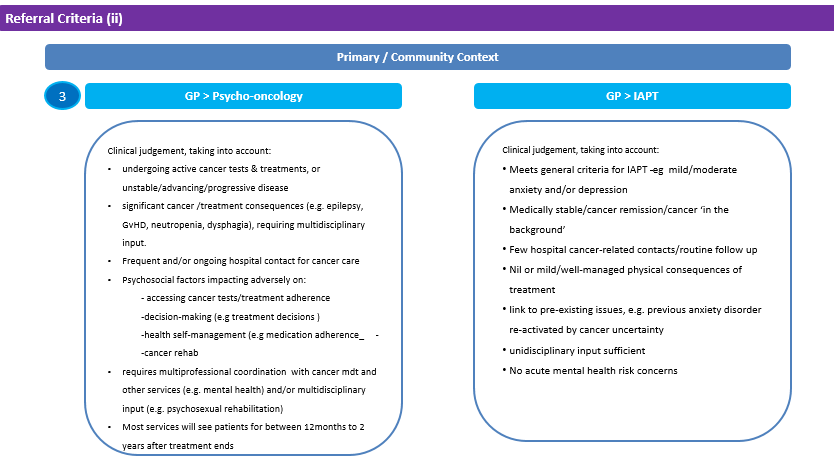 Referral Criteria (ii)
Primary / Community Context
3
GP > Psycho-oncology
Clinical judgement, taking into account:
• undergoing active cancer tests & treatments, or
unstable/advancing/progressive disease
• significant cancer /treatment consequences (e.g. epilepsy,
GvHD, neutropenia, dysphagia), requiring multidisciplinary
input.
• Frequent and/or ongoing hospital contact for cancer care
• Psychosocial factors impacting adversely on:
- accessing cancer tests/treatment adherence
-decision-making (e.g treatment decisions )
-health self-management (e.g medication adherence_ -
-cancer rehab
• requires multiprofessional coordination with cancer mdt and
other services (e.g. mental health) and/or multidisciplinary
input (e.g. psychosexual rehabilitation)
• Most services will see patients for between 12months to 2
years after treatment ends
GP > IAPT
Clinical judgement, taking into account:
• Meets general criteria for IAPT -eg mild/moderate
anxiety and/or depression
• Medically stable/cancer remission/cancer ‘in the
background’
• Few hospital cancer-related contacts/routine follow up
• Nil or mild/well-managed physical consequences of
treatment
• link to pre-existing issues, e.g. previous anxiety disorder
re-activated by cancer uncertainty
• unidisciplinary input sufficient
• No acute mental health risk concerns